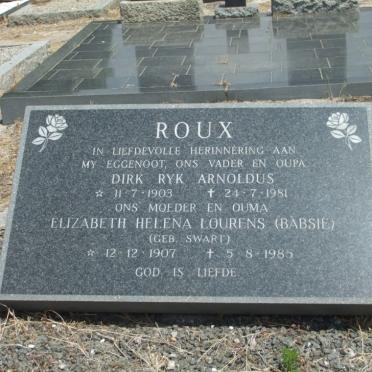 ROUX
IN LIEFDEVOLLE HERINNERING AAN
MY EGGENOOT, ONS VADER EN OUPA
DIRK RYK ARNOLDUS
☆ 11·7·1903 ✝ 24·7·1981
ONS MOEDER EN OUMA
ELIZABETH HELENA LOURENS (BABSIE)
(GEB. SWART)
☆ 12·12·1907 ✝ 5·8·1985
GOD IS LIEFDE